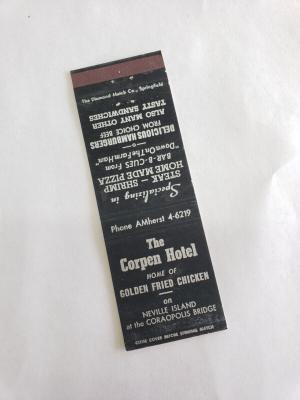 The Diamond Match Co., Springfield
The
Corpen Hotel
HOME OF
GOLDEN FRIED CHICKEN
on
NEVILLE ISLAND
at the CORAOPOLIS BRIDGE
CLOSE COVER BEFORE STRIKING MATCH
Phone AMherst 4-6219
Specializing in
STEAK — SHRIMP
HOME MADE PIZZA
BAR-B-CUES From
"Down On The Farm Ham"
DELICIOUS HAMBURGERS
FROM CHOICE BEEF
ALSO MANY OTHER
TASTY SANDWICHES